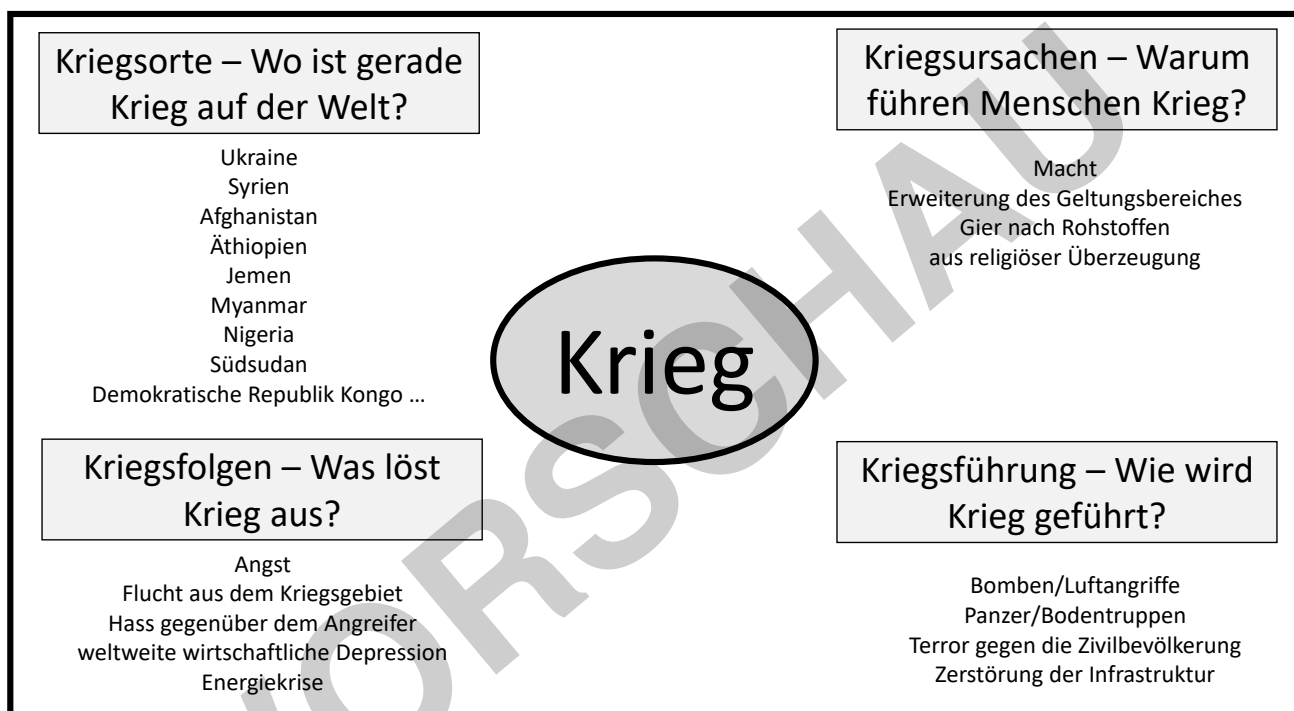 Kriegsorte – Wo ist gerade
Krieg auf der Welt?
Ukraine
Syrien
Afghanistan
Äthiopien
Jemen
Myanmar
Nigeria
Südsudan
Demokratische Republik Kongo ...
Kriegsursachen – Warum
führen Menschen Krieg?
Macht
Erweiterung des Geltungsbereiches
Gier nach Rohstoffen
aus religiöser Überzeugung
Krieg
Kriegsfolgen – Was löst
Krieg aus?
Angst
Flucht aus dem Kriegsgebiet
Hass gegenüber dem Angreifer
weltweite wirtschaftliche Depression
Energiekrise
Kriegsführung – Wie wird
Krieg geführt?
Bomben/Luftangriffe
Panzer/Bodentruppen
Terror gegen die Zivilbevölkerung
Zerstörung der Infrastruktur
VORSCHAU